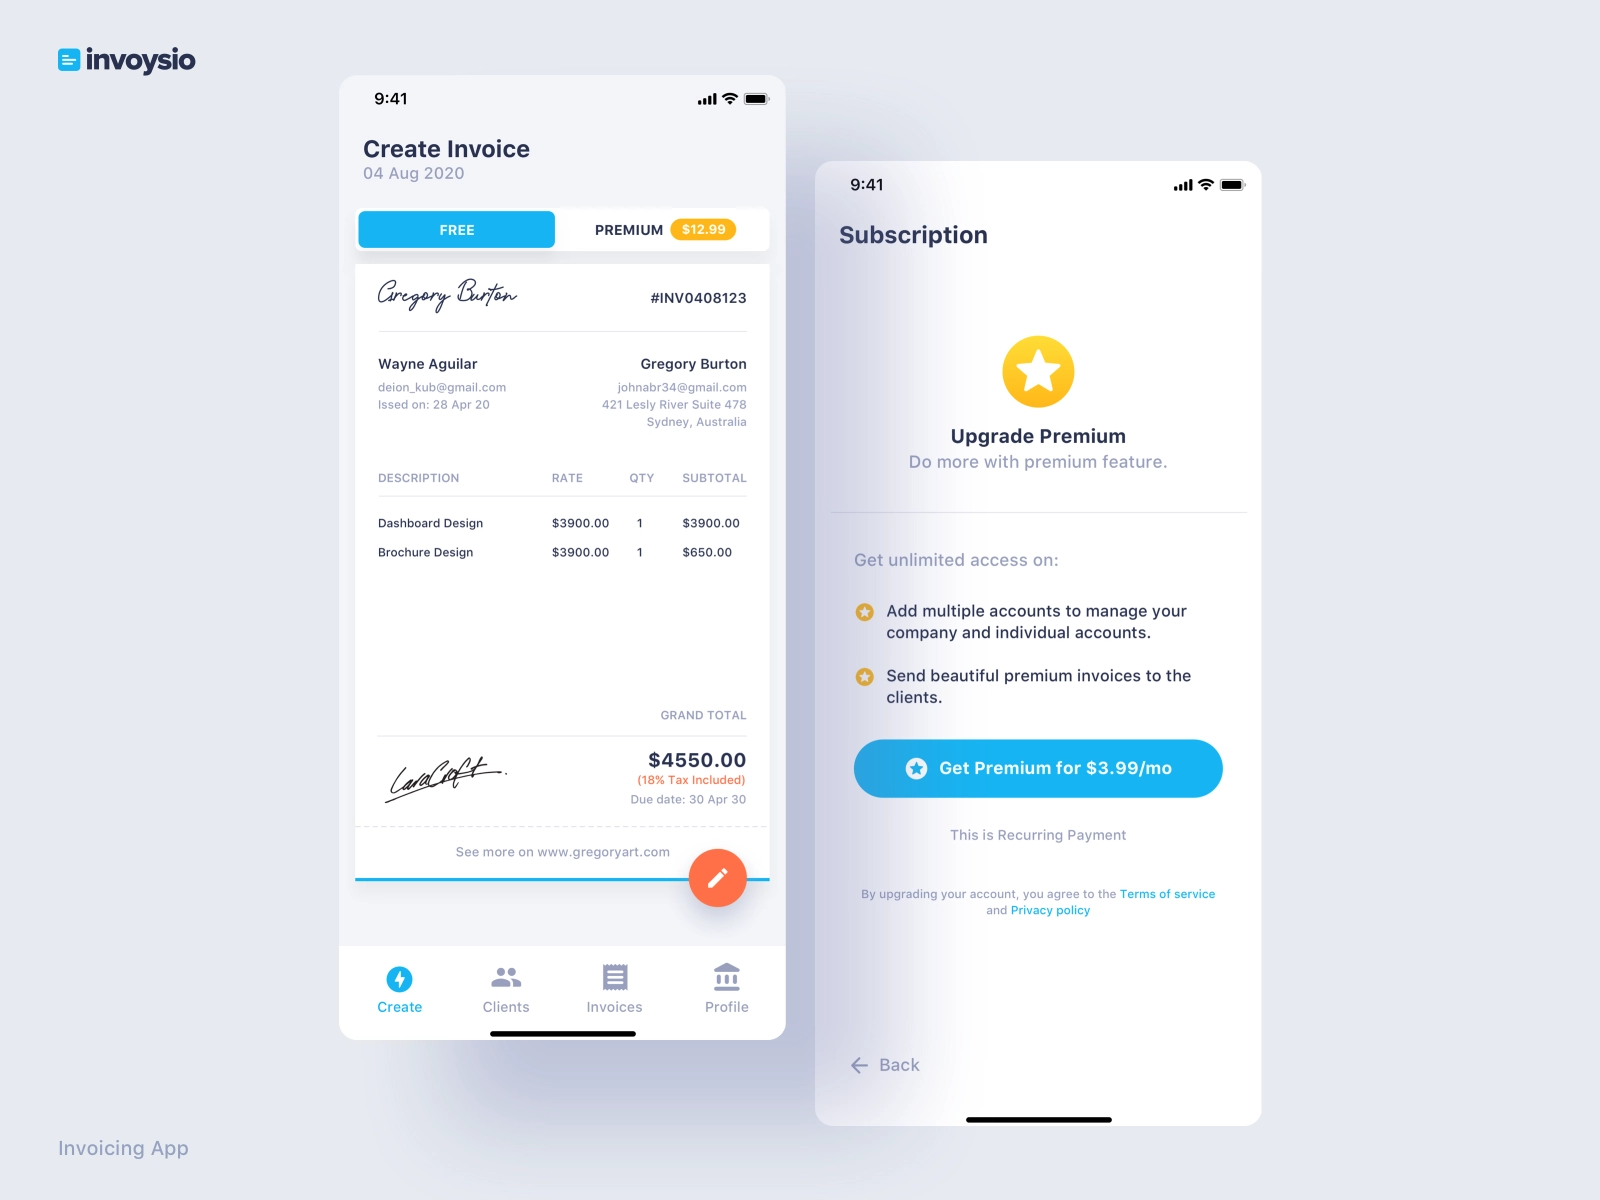 invoysio
9:41
Create Invoice
04 Aug 2020
FREE
PREMIUM $12.99
Gregory Burton
#INV0408123
Wayne Aguilar
deion_kub@gmail.com
Issed on: 28 Apr 20
Gregory Burton
johnabr34@gmail.com
421 Lesly River Suite 478
Sydney, Australia
DESCRIPTION RATE QTY SUBTOTAL
Dashboard Design $3900.00 1 $3900.00
Brochure Design $3900.00 1 $650.00
GRAND TOTAL
LaraCroft.
$4550.00
(18% Tax Included)
Due date: 30 Apr 30
See more on www.gregoryart.com
Create Clients Invoices Profile
9:41
Subscription
Upgrade Premium
Do more with premium feature.
Get unlimited access on:
Add multiple accounts to manage your
company and individual accounts.
Send beautiful premium invoices to the
clients.
Get Premium for $3.99/mo
This is Recurring Payment
By upgrading your account, you agree to the Terms of service
and Privacy policy
Back
Invoicing App